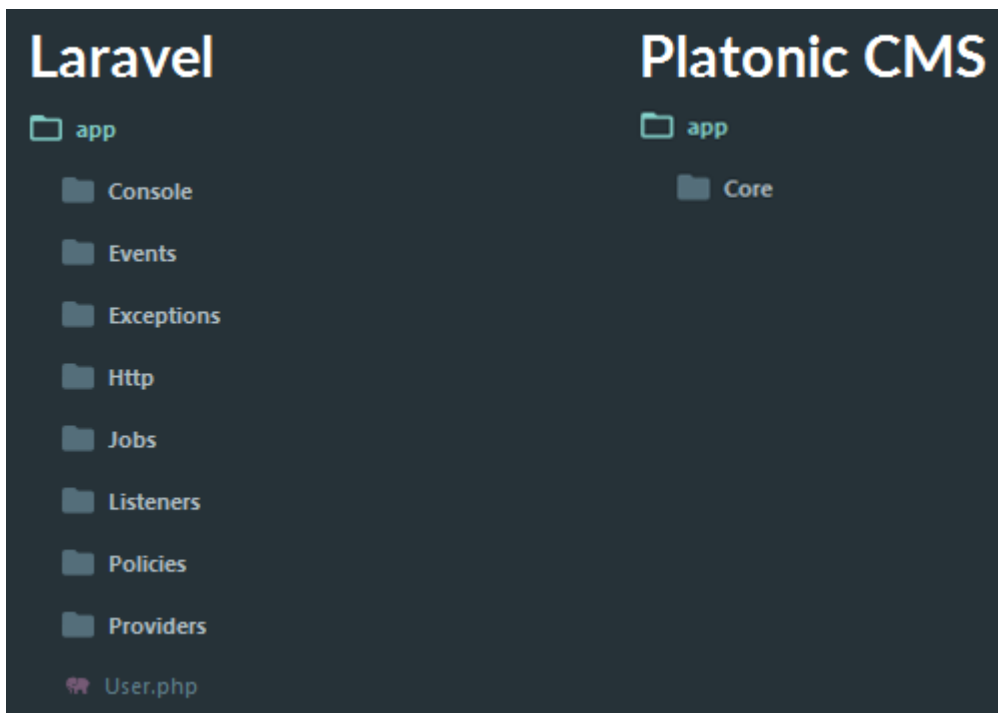 Laravel
app
Console
Events
Exceptions
Http
Jobs
Listeners
Policies
Providers
User.php
Platonic CMS
app
Core